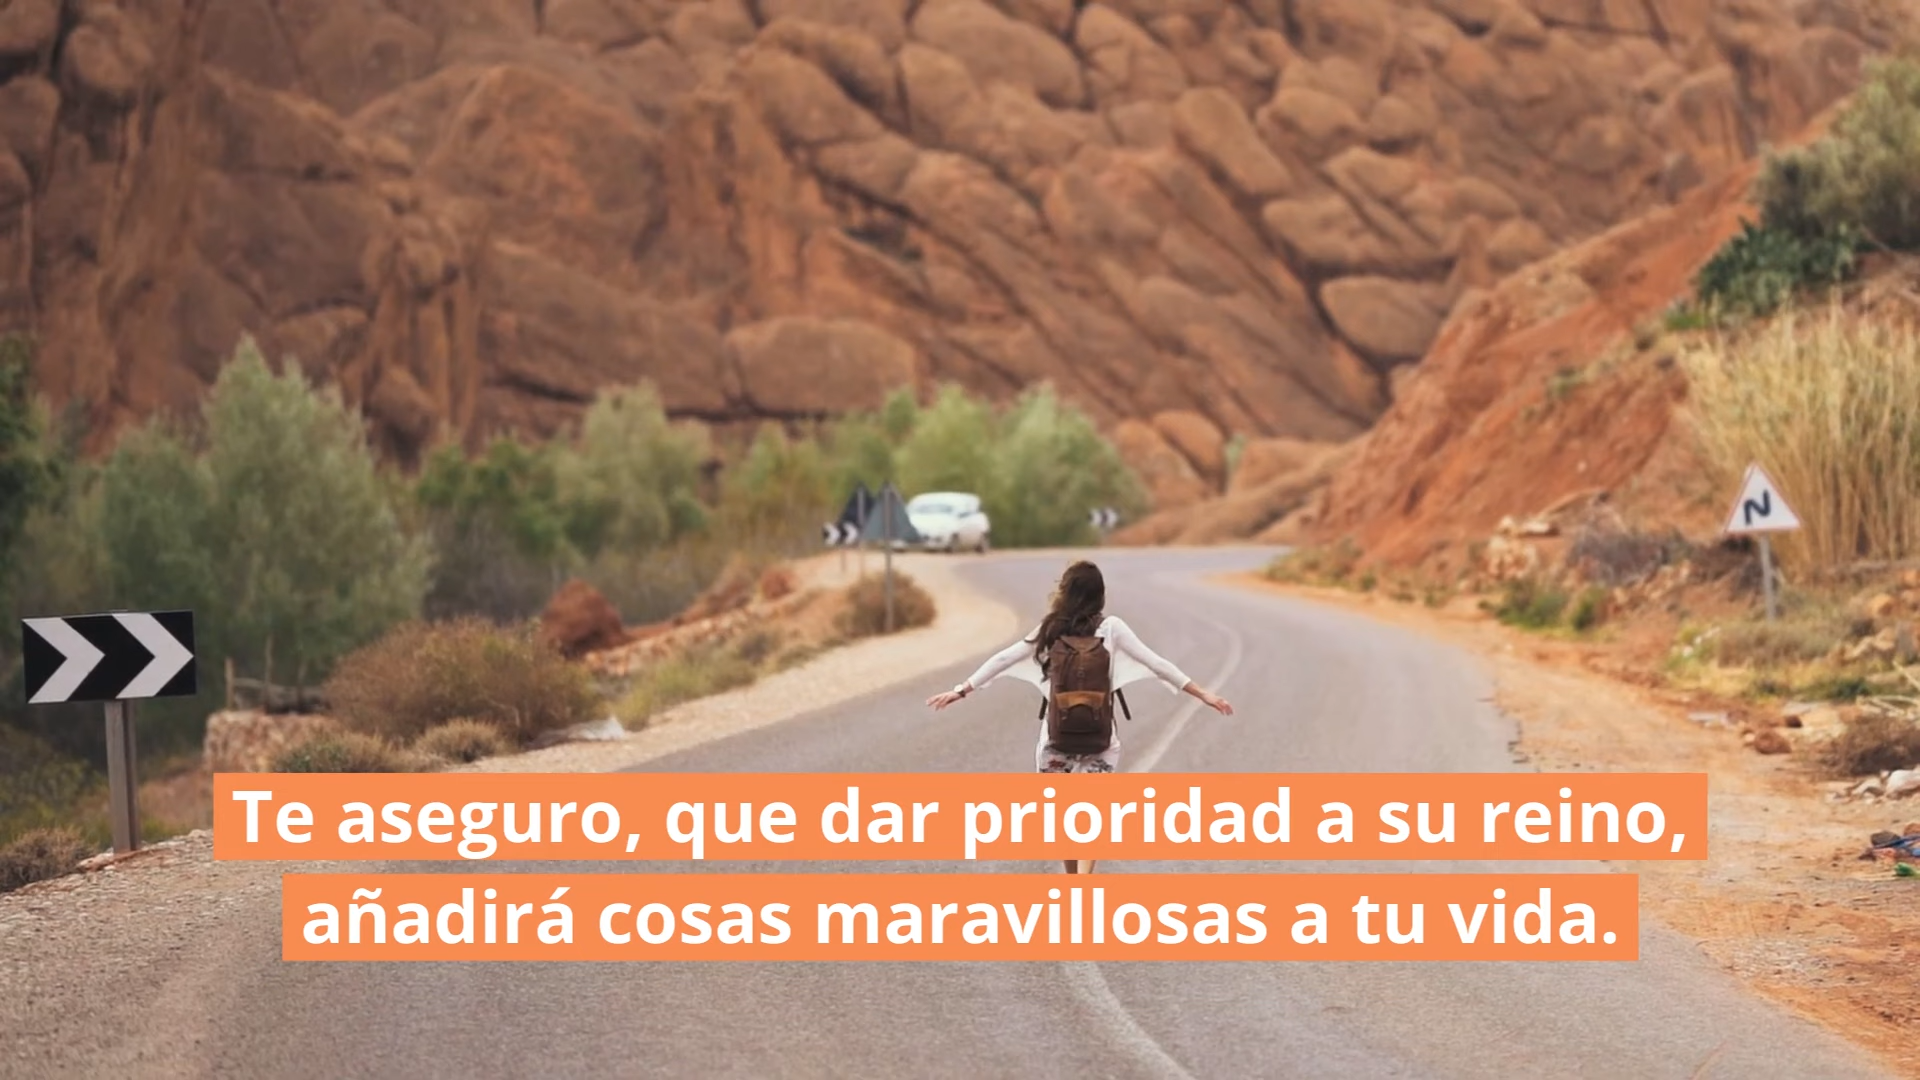 Te aseguro, que dar prioridad a su reino,
añadirá cosas maravillosas a tu vida.